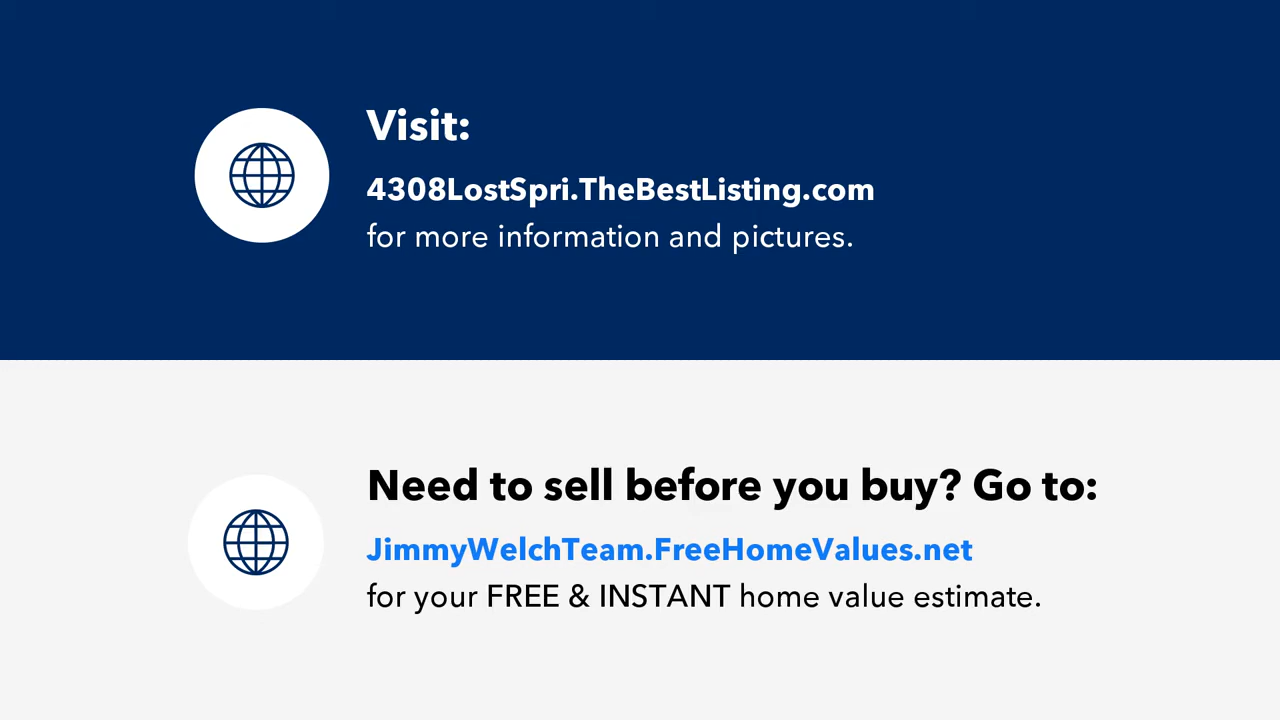 Visit:
4308LostSpri.TheBestListing.com
for more information and pictures.
Need to sell before you buy? Go to:
JimmyWelchTeam.FreeHomeValues.net
for your FREE & INSTANT home value estimate.